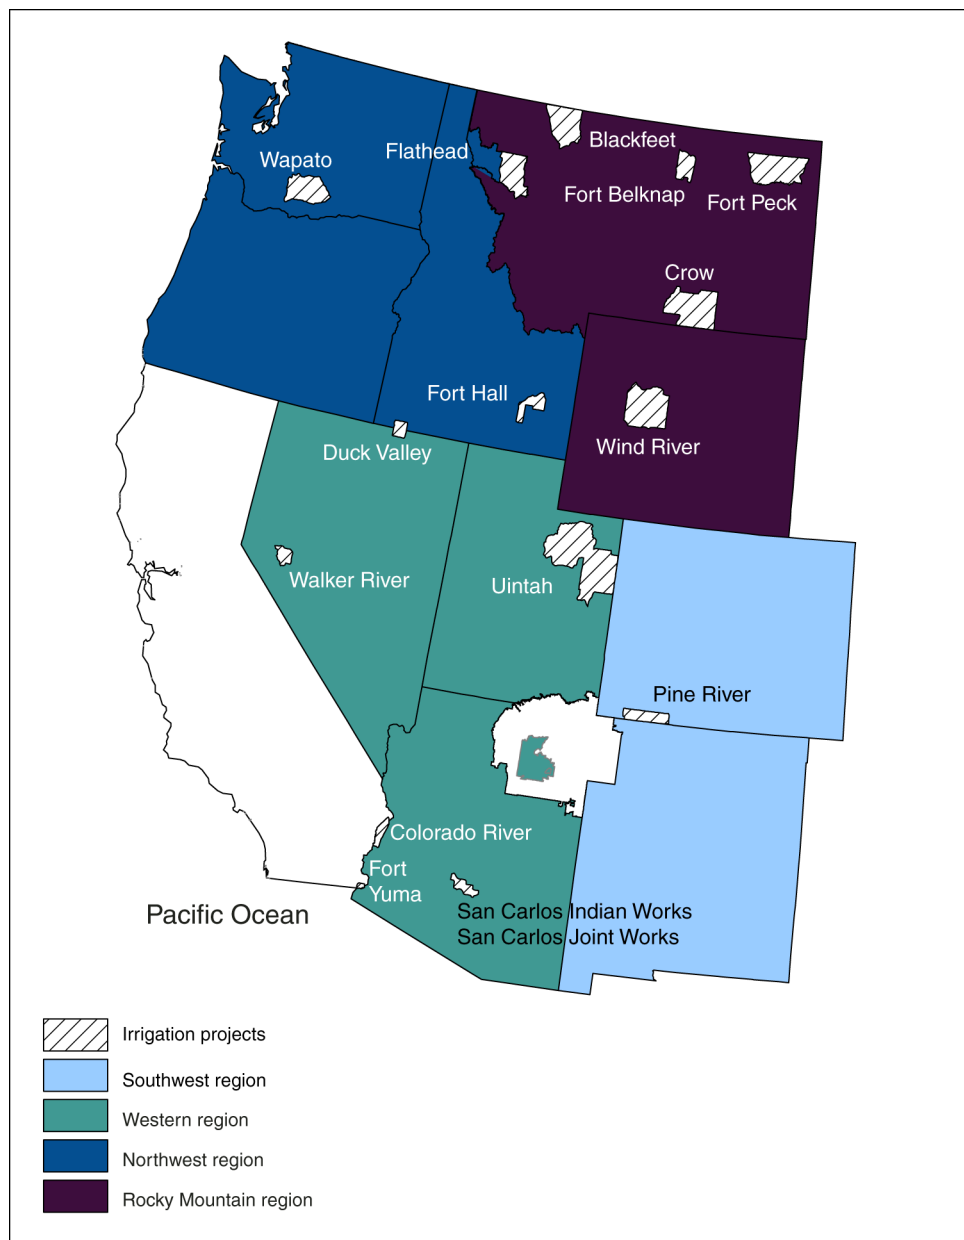 Blackfeet
Flathead
Wapato
Fort Belknap
Fort Peck
Crow
Fort Hall
Wind River
Duck Valley
Walker River
Uintah
Pine River
Colorado River
Fort
Yuma
Pacific Ocean
San Carlos Indian Works
San Carlos Joint Works
Irrigation projects
Southwest region
Western region
Northwest region
Rocky Mountain region